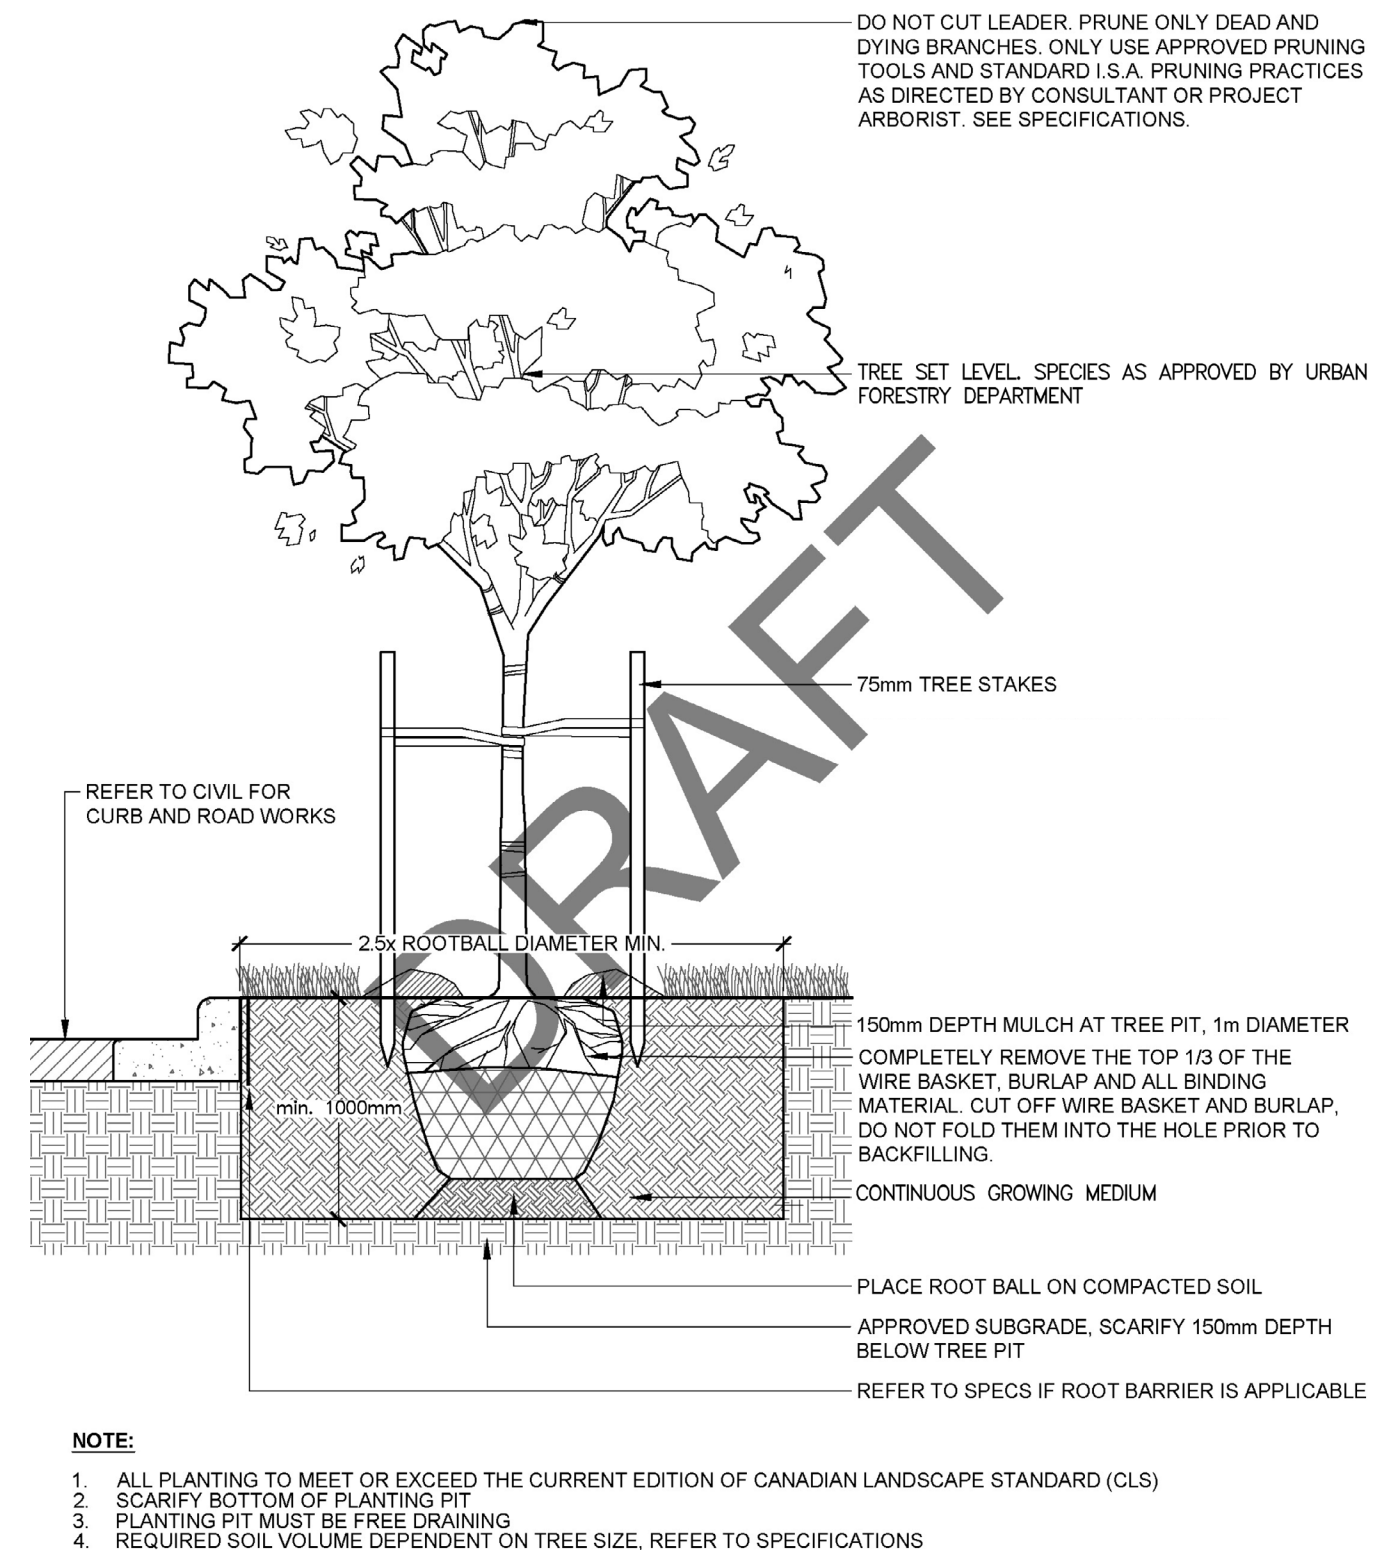 DO NOT CUT LEADER. PRUNE ONLY DEAD AND
DYING BRANCHES. ONLY USE APPROVED PRUNING
TOOLS AND STANDARD I.S.A. PRUNING PRACTICES
AS DIRECTED BY CONSULTANT OR PROJECT
ARBORIST. SEE SPECIFICATIONS.
TREE SET LEVEL. SPECIES AS APPROVED BY URBAN
FORESTRY DEPARTMENT
DRAFT
75mm TREE STAKES
REFER TO CIVIL FOR
CURB AND ROAD WORKS
2.5x ROOTBALL DIAMETER MIN.
150mm DEPTH MULCH AT TREE PIT, 1m DIAMETER
COMPLETELY REMOVE THE TOP 1/3 OF THE
WIRE BASKET, BURLAP AND ALL BINDING
MATERIAL. CUT OFF WIRE BASKET AND BURLAP,
DO NOT FOLD THEM INTO THE HOLE PRIOR TO
BACKFILLING.
min. 1000mm
CONTINUOUS GROWING MEDIUM
PLACE ROOT BALL ON COMPACTED SOIL
APPROVED SUBGRADE, SCARIFY 150mm DEPTH
BELOW TREE PIT
REFER TO SPECS IF ROOT BARRIER IS APPLICABLE
NOTE:
1. ALL PLANTING TO MEET OR EXCEED THE CURRENT EDITION OF CANADIAN LANDSCAPE STANDARD (CLS)
2. SCARIFY BOTTOM OF PLANTING PIT
3. PLANTING PIT MUST BE FREE DRAINING
4. REQUIRED SOIL VOLUME DEPENDENT ON TREE SIZE, REFER TO SPECIFICATIONS